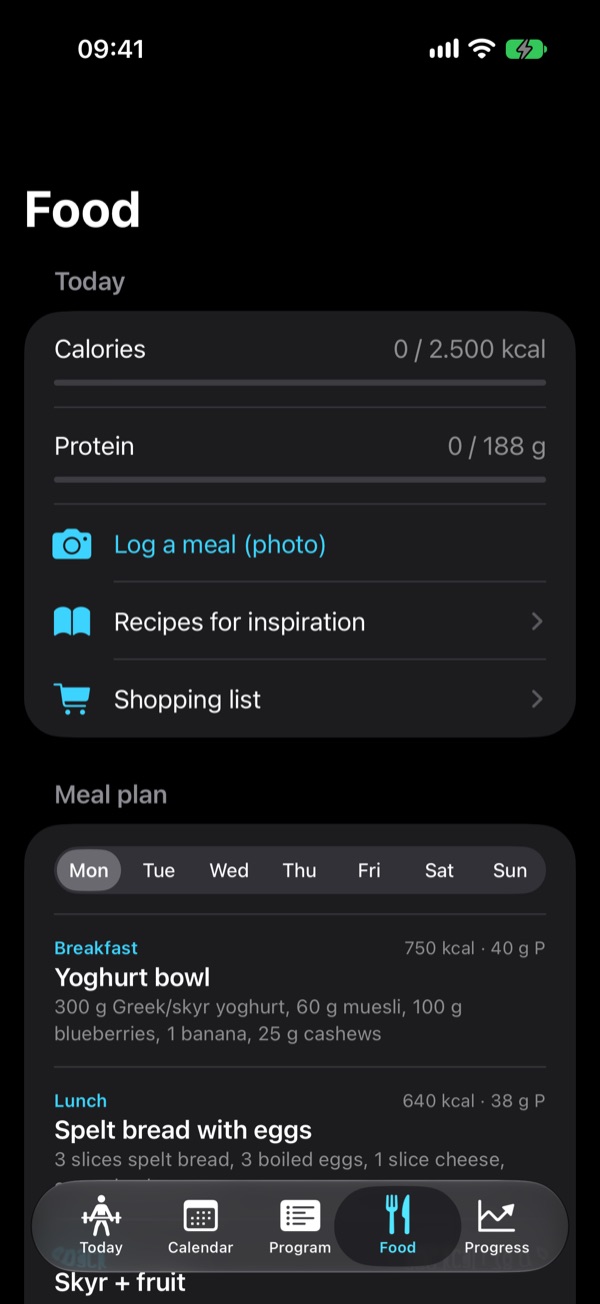 09:41
Food
Today
Calories 0 / 2.500 kcal
Protein 0 / 188 g
Log a meal (photo)
Recipes for inspiration
Shopping list
Meal plan
Mon Tue Wed Thu Fri Sat Sun
Breakfast 750 kcal · 40 g P
Yoghurt bowl
300 g Greek/skyr yoghurt, 60 g muesli, 100 g
blueberries, 1 banana, 25 g cashews
Lunch 640 kcal · 38 g P
Spelt bread with eggs
3 slices spelt bread, 3 boiled eggs, 1 slice cheese,
Today Calendar Program Food Progress
Skyr + fruit